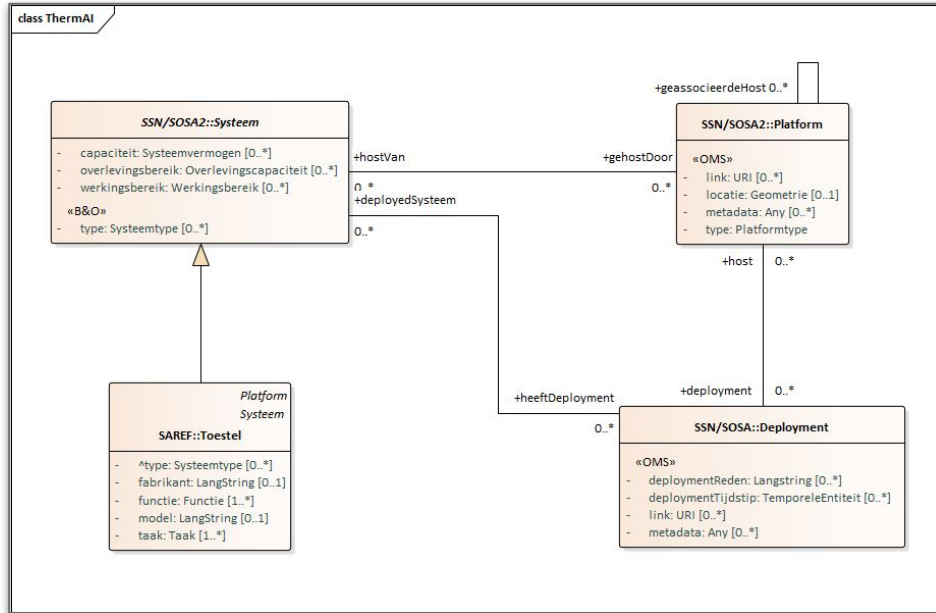 class ThermAI
+geassocieerdeHost 0..*
SSN/SOSA2::Systeem
- capaciteit: Systeemvermogen [0..*]
- overlevingsbereik: Overlevingscapaciteit [0..*]
- werkingsbereik: Werkingsbereik [0..*]
«B&O»
- type: Systeemtype [0..*]
+hostVan
0..*
+gehostDoor
0..*
+deployedSysteem
0..*
SSN/SOSA2::Platform
«OMS»
- link: URI [0..*]
- locatie: Geometrie [0..1]
- metadata: Any [0..*]
- type: Platformtype
+host 0..*
Platform
Systeem
SAREF::Toestel
- ^type: Systeemtype [0..*]
- fabrikant: LangString [0..1]
- functie: Functie [1..*]
- model: LangString [0..1]
- taak: Taak [1..*]
+heeftDeployment
0..*
+deployment 0..*
SSN/SOSA::Deployment
«OMS»
- deploymentReden: Langstring [0..*]
- deploymentTijdstip: TemporeleEntiteit [0..*]
- link: URI [0..*]
- metadata: Any [0..*]